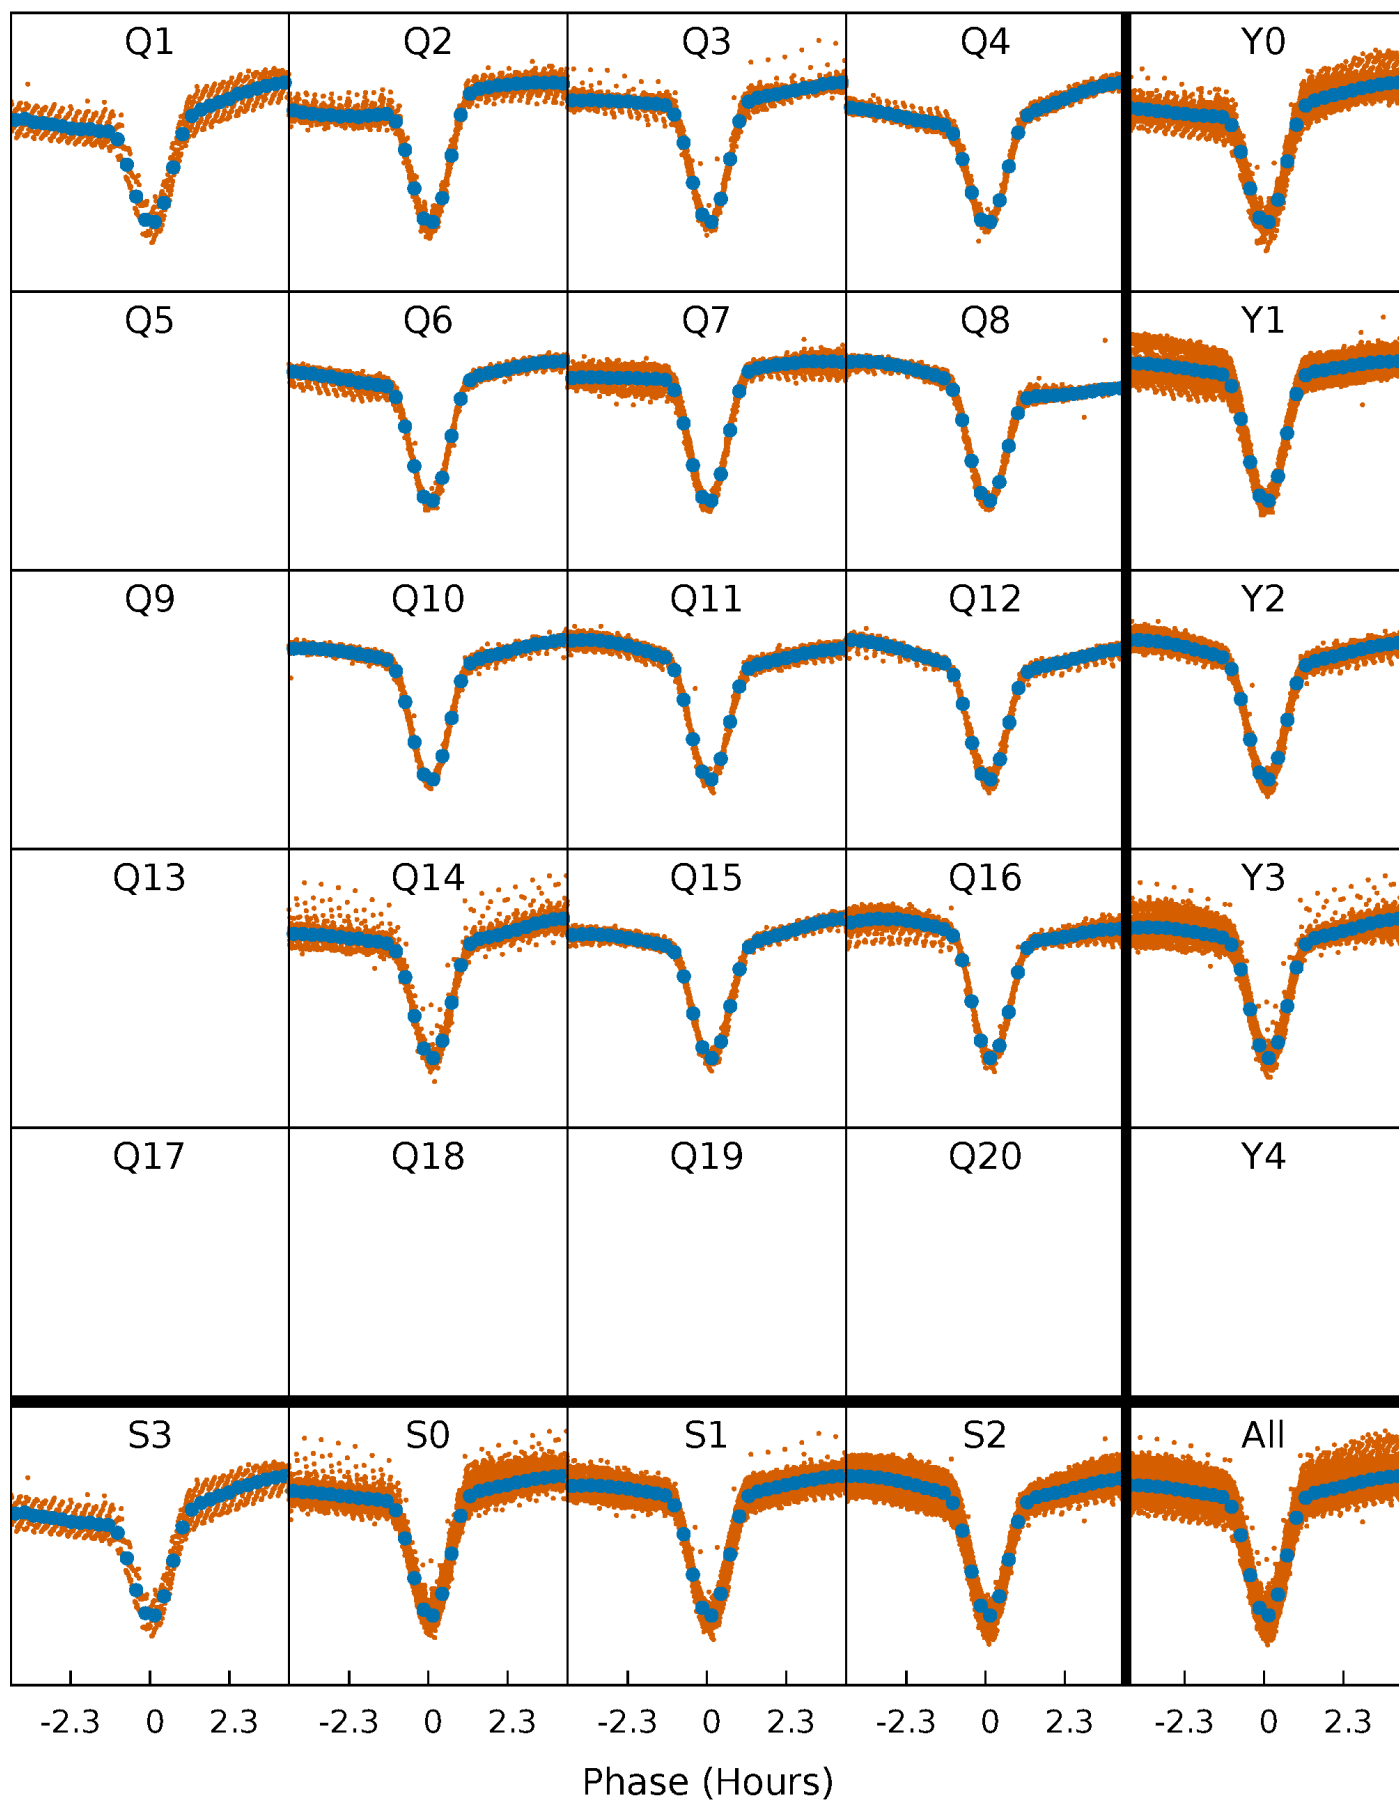 Q1 Q2 Q3 Q4 Y0
Q5 Q6 Q7 Q8 Y1
Q9 Q10 Q11 Q12 Y2
Q13 Q14 Q15 Q16 Y3
Q17 Q18 Q19 Q20 Y4
S3 S0 S1 S2 All
-2.3 0 2.3 -2.3 0 2.3 -2.3 0 2.3 -2.3 0 2.3 -2.3 0 2.3
Phase (Hours)